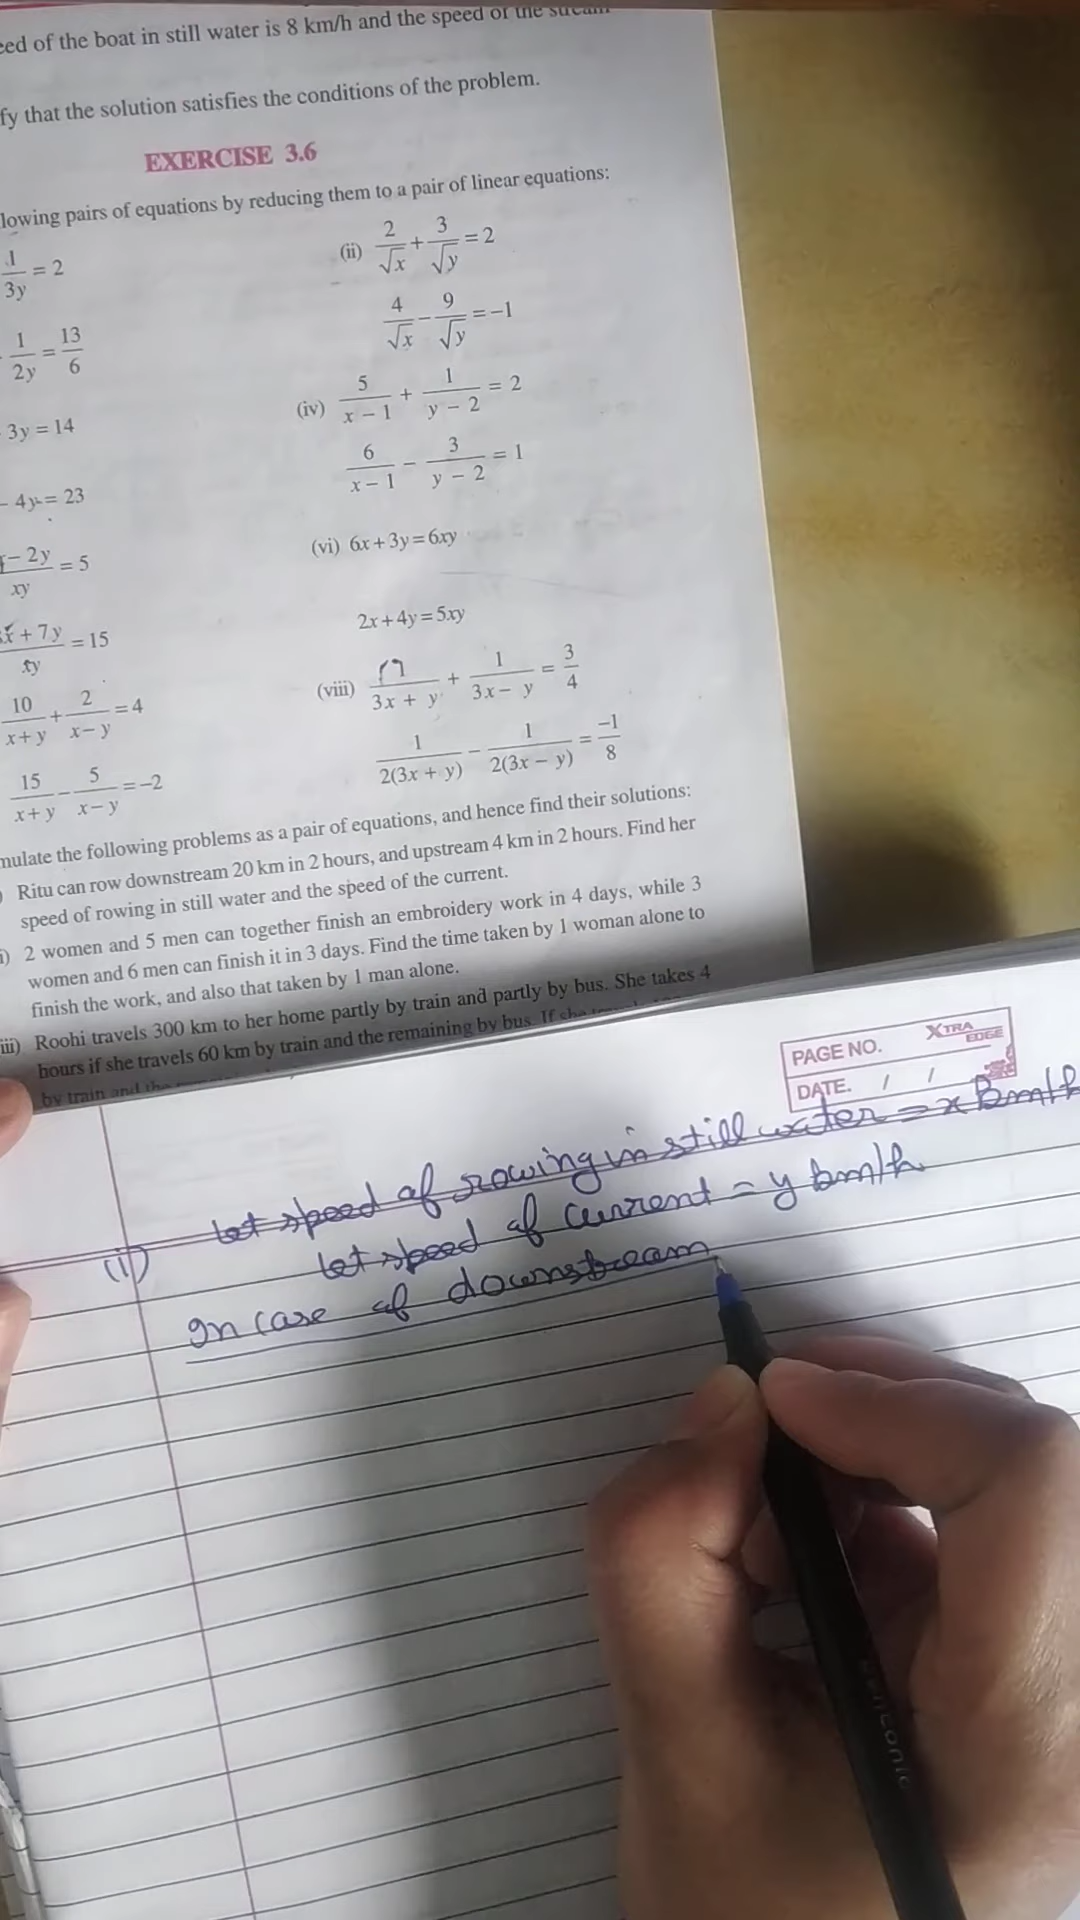 eed of the boat in still water is 8 km/h and the speed of the stream
fy that the solution satisfies the conditions of the problem.
EXERCISE 3.6
lowing pairs of equations by reducing them to a pair of linear equations:
1/3y = 2
(ii) 2/√x + 3/√y = 2
1/2y = 13/6
4/√x − 9/√y = −1
3y = 14
(iv) 5/(x − 1) + 1/(y − 2) = 2
− 4y = 23
6/(x − 1) − 3/(y − 2) = 1
− 2y/xy = 5
(vi) 6x + 3y = 6xy
x + 7y/xy = 15
2x + 4y = 5xy
10/(x + y) + 2/(x − y) = 4
(viii) 1/(3x + y) + 1/(3x − y) = 3/4
15/(x + y) − 5/(x − y) = −2
1/2(3x + y) − 1/2(3x − y) = −1/8
mulate the following problems as a pair of equations, and hence find their solutions:
) Ritu can row downstream 20 km in 2 hours, and upstream 4 km in 2 hours. Find her
speed of rowing in still water and the speed of the current.
i) 2 women and 5 men can together finish an embroidery work in 4 days, while 3
women and 6 men can finish it in 3 days. Find the time taken by 1 woman alone to
finish the work, and also that taken by 1 man alone.
iii) Roohi travels 300 km to her home partly by train and partly by bus. She takes 4
hours if she travels 60 km by train and the remaining by bus. If she
by train and the
XTRA EDGE
PAGE NO.
DATE. / /
(i) let speed of rowing in still water = x km/h
let speed of current = y km/h
In case of downstream